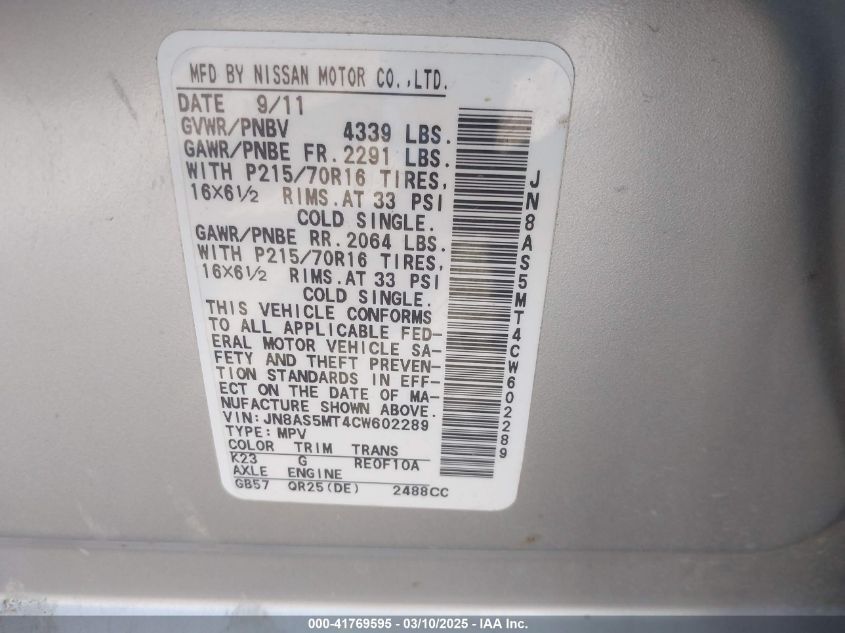 MFD BY NISSAN MOTOR CO.,LTD.
DATE 9/11
GVWR/PNBV 4339 LBS.
GAWR/PNBE FR. 2291 LBS.
WITH P215/70R16 TIRES,
16X6½ RIMS. AT 33 PSI
COLD SINGLE.
GAWR/PNBE RR. 2064 LBS.
WITH P215/70R16 TIRES,
16X6½ RIMS. AT 33 PSI
COLD SINGLE.
THIS VEHICLE CONFORMS
TO ALL APPLICABLE FED-
ERAL MOTOR VEHICLE SA-
FETY AND THEFT PREVEN-
TION STANDARDS IN EFF-
ECT ON THE DATE OF MA-
NUFACTURE SHOWN ABOVE.
VIN: JN8AS5MT4CW602289
TYPE: MPV
COLOR TRIM TRANS
K23 G RE0F10A
AXLE ENGINE
GB57 QR25(DE) 2488CC
JN8AS5MT4CW602289
000-41769595 - 03/10/2025 - IAA Inc.